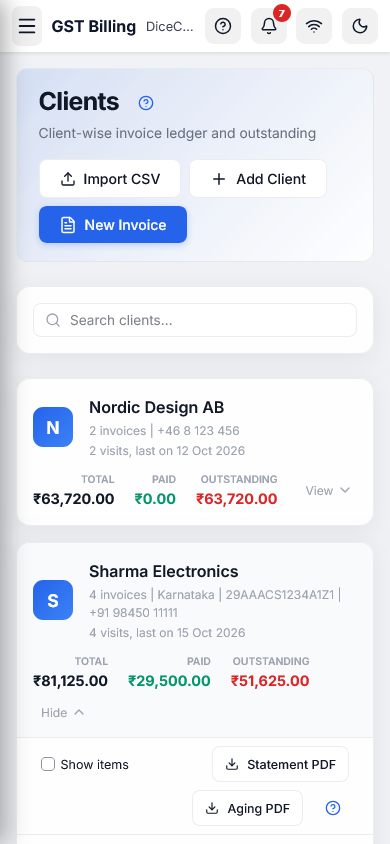 GST Billing DiceC... 7
Clients
Client-wise invoice ledger and outstanding
Import CSV
Add Client
New Invoice
Search clients...
N
Nordic Design AB
2 invoices | +46 8 123 456
2 visits, last on 12 Oct 2026
TOTAL PAID OUTSTANDING
₹63,720.00 ₹0.00 ₹63,720.00 View
S
Sharma Electronics
4 invoices | Karnataka | 29AAACS1234A1Z1 |
+91 98450 11111
4 visits, last on 15 Oct 2026
TOTAL PAID OUTSTANDING
₹81,125.00 ₹29,500.00 ₹51,625.00
Hide
Show items
Statement PDF
Aging PDF